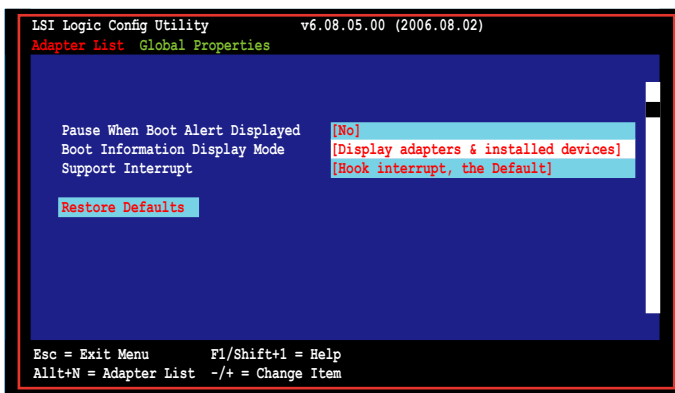 LSI Logic Config Utility v6.08.05.00 (2006.08.02)
Adapter List Global Properties
Pause When Boot Alert Displayed [No]
Boot Information Display Mode [Display adapters & installed devices]
Support Interrupt [Hook interrupt, the Default]
Restore Defaults
Esc = Exit Menu F1/Shift+1 = Help
Allt+N = Adapter List -/+ = Change Item